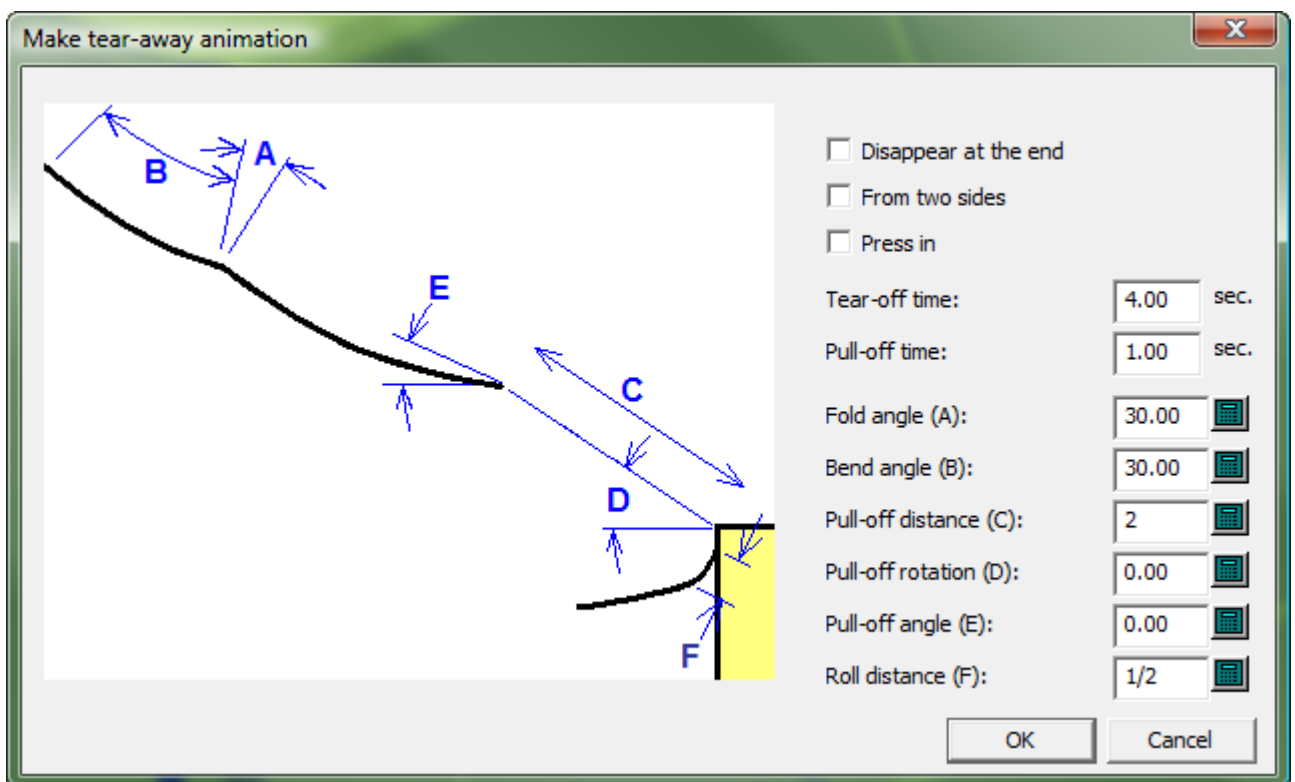 Make tear-away animation
B
A
E
C
D
F
Disappear at the end
From two sides
Press in
Tear-off time: 4.00 sec.
Pull-off time: 1.00 sec.
Fold angle (A): 30.00
Bend angle (B): 30.00
Pull-off distance (C): 2
Pull-off rotation (D): 0.00
Pull-off angle (E): 0.00
Roll distance (F): 1/2
OK Cancel